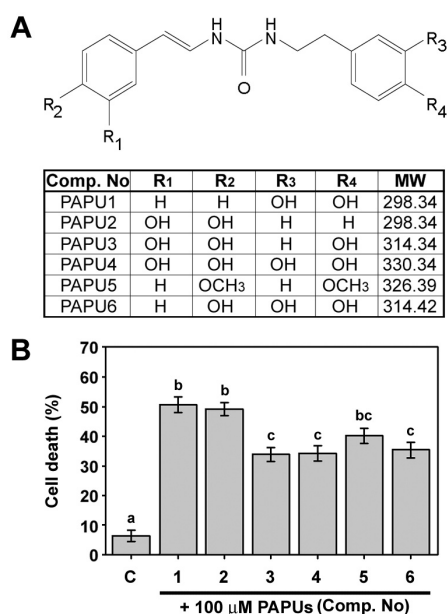 A
H
N
H
N
O
R3
R4
R2
R1
Comp. No R1 R2 R3 R4 MW
PAPU1 H H OH OH 298.34
PAPU2 OH OH H H 298.34
PAPU3 OH OH H OH 314.34
PAPU4 OH OH OH OH 330.34
PAPU5 H OCH3 H OCH3 326.39
PAPU6 H OH OH OH 314.42
B
Cell death (%)
70
60
50
40
30
20
10
0
a
b
b
c
c
bc
c
C 1 2 3 4 5 6
+ 100 μM PAPUs (Comp. No)